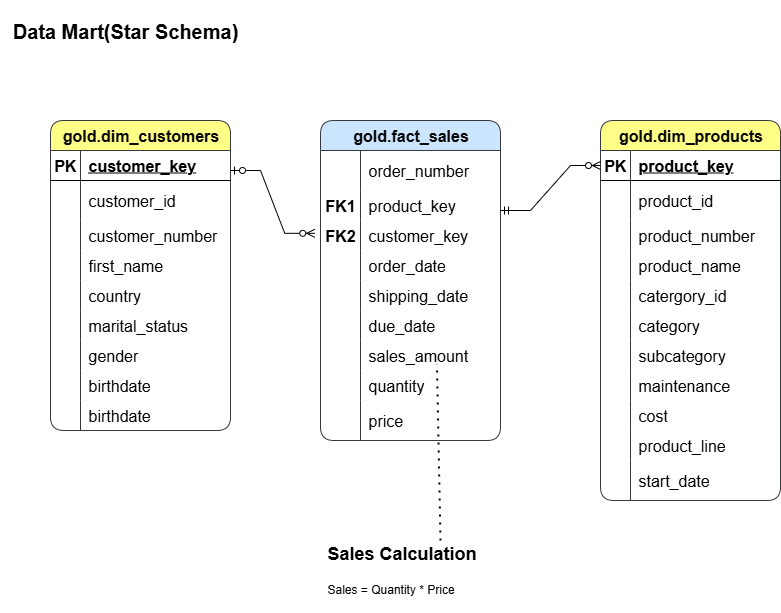 Data Mart(Star Schema)
gold.dim_customers
PK customer_key
customer_id
customer_number
first_name
country
marital_status
gender
birthdate
birthdate
gold.fact_sales
order_number
FK1 product_key
FK2 customer_key
order_date
shipping_date
due_date
sales_amount
quantity
price
gold.dim_products
PK product_key
product_id
product_number
product_name
catergory_id
category
subcategory
maintenance
cost
product_line
start_date
Sales Calculation
Sales = Quantity * Price